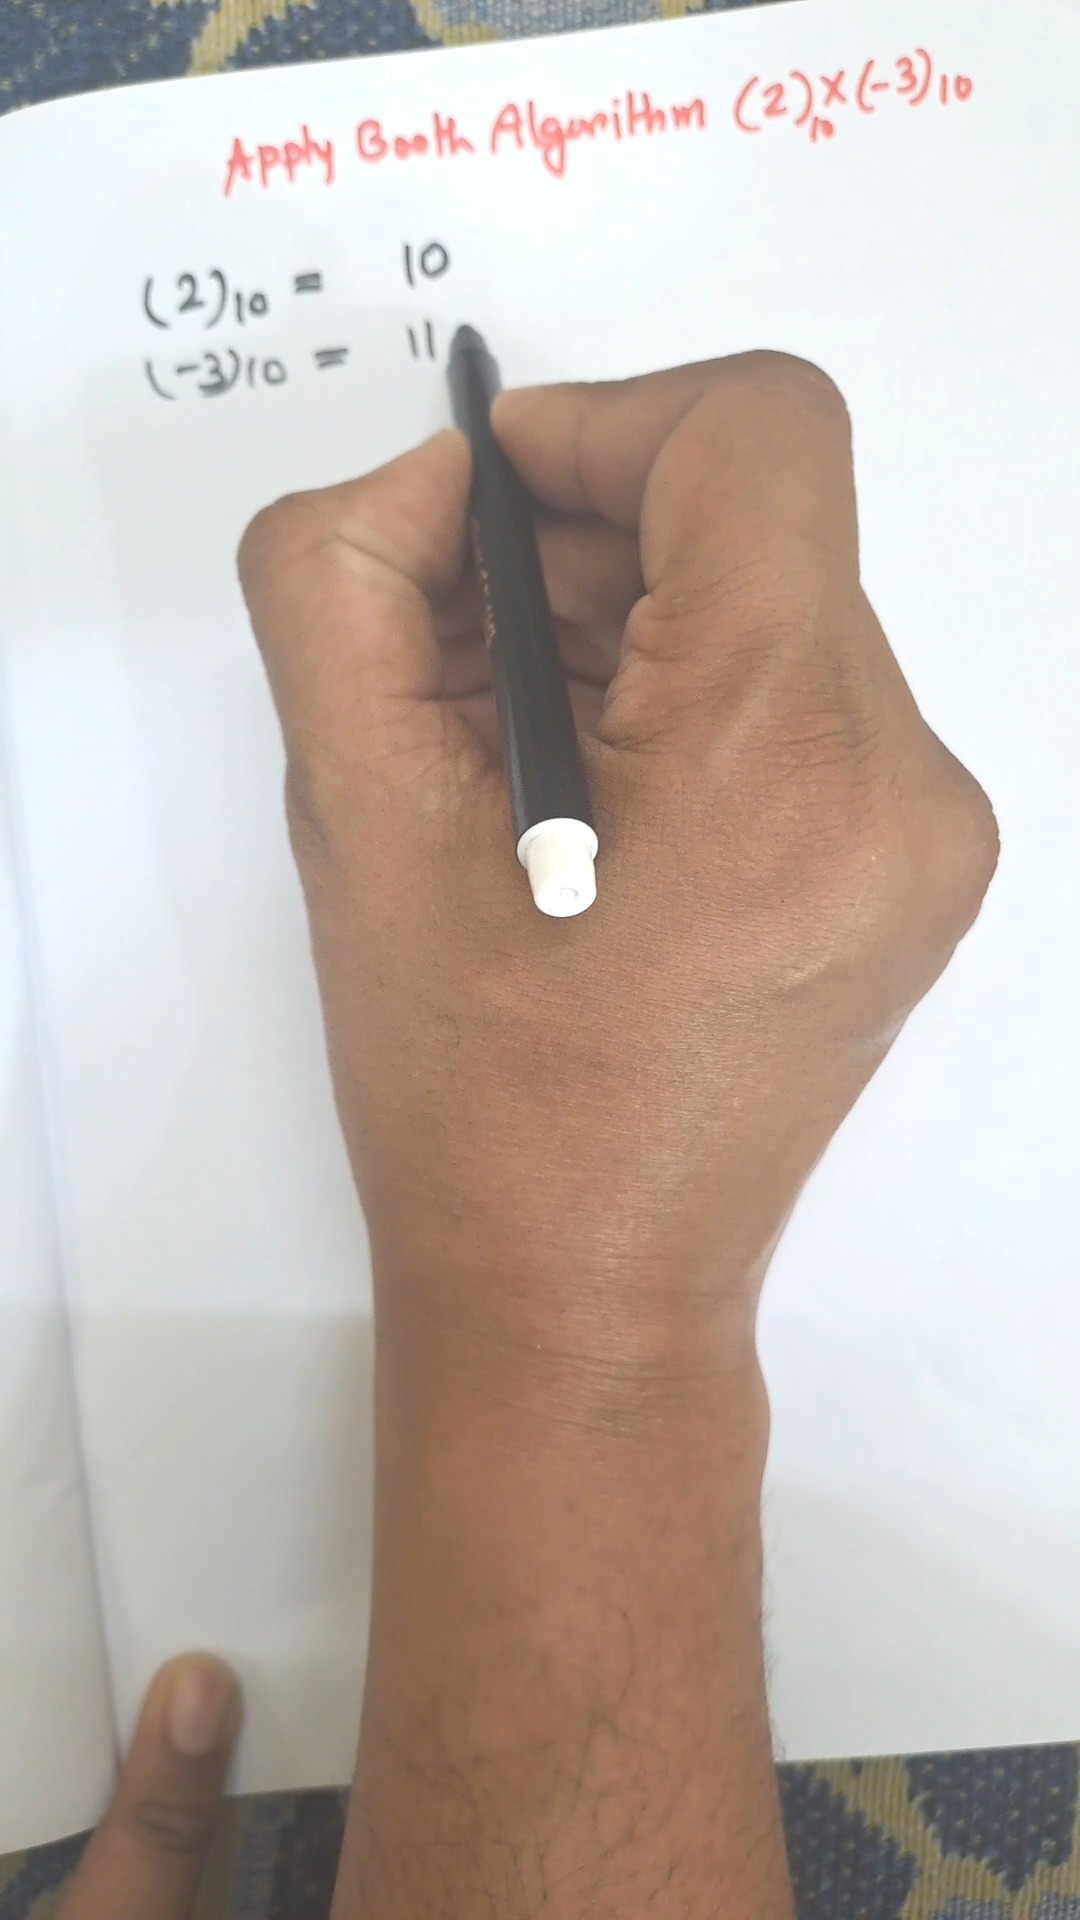 Apply Booth Algorithm (2)10 X (-3)10
(2)10 = 10
(-3)10 = 11